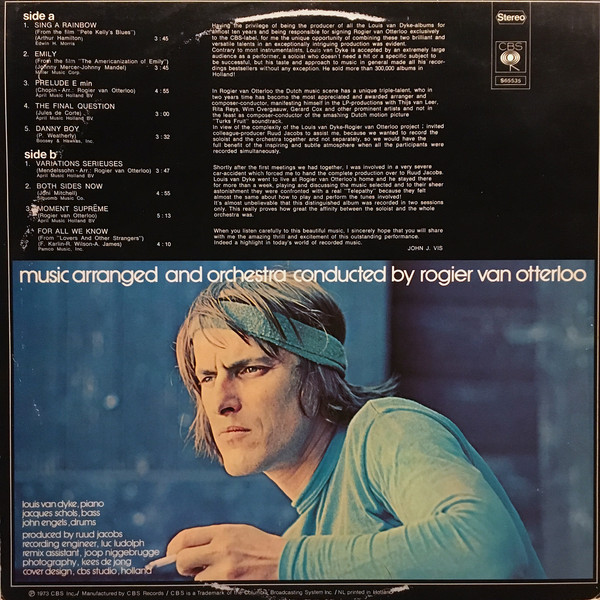 side a
1. SING A RAINBOW
(From the film "Pete Kelly's Blues")
(Arthur Hamilton) 3:45
Edwin H. Morris
2. EMILY
(From the film "The Americanization of Emily")
(Johnny Mercer-Johnny Mandel) 3:45
Miller Music Corp
3. PRELUDE E min
(Chopin-Arr.: Rogier van Otterloo) 4:55
April Music Holland BV
4. THE FINAL QUESTION
(Jules de Corte) 3:00
April Music Holland BV
5. DANNY BOY
(P. Weatherly) 3:32
Boosey & Hawkes, Inc.
side b
1. VARIATIONS SERIEUSES
(Mendelssohn-Arr.: Rogier van Otterloo) 3:47
April Music Holland BV
2. BOTH SIDES NOW
(Joni Mitchell) 4:55
Siquomb Music Co.
3. MOMENT SUPRÊME
(Rogier van Otterloo) 5:13
April Music Holland BV
4. FOR ALL WE KNOW
(From "Lovers And Other Strangers")
(F. Karlin-R. Wilson-A. James) 4:10
Pamco Music, Inc.
Having the privilege of being the producer of all the Louis van Dyke-albums for
almost ten years and being responsible for signing Rogier van Otterloo exclusively
to the CBS-label, for me the unique opportunity of combining these two brilliant and
versatile talents in an exceptionally intriguing production was evident.
Contrary to most instrumentalists, Louis van Dyke is accepted by an extremely large
audience as a performer, a soloist who doesn't need a hit or a specific subject to
be successful, but his taste and approach to music in general made all his recor-
dings bestsellers without any exception. He sold more than 300,000 albums in
Holland!
In Rogier van Otterloo the Dutch music scene has a unique triple-talent, who in
two years time has become the most appreciated and awarded arranger and
composer-conductor, manifesting himself in the LP-productions with Thijs van Leer,
Rita Reys, Wim Overgaauw, Gerard Cox and other prominent artists and not in
the least as composer-conductor of the smashing Dutch motion picture
"Turks Fruit" soundtrack.
In view of the complexity of the Louis van Dyke-Rogier van Otterloo project I invited
colleague-producer Ruud Jacobs to assist me, because we wanted to record the
soloist and the orchestra together and not separately, so we would have the
full benefit of the inspiring and subtle atmosphere when all the participants were
recorded simultaneously.
Shortly after the first meetings we had together, I was involved in a very severe
car-accident which forced me to hand the complete production over to Ruud Jacobs.
Louis van Dyke went to live at Rogier van Otterloo's home and he stayed there
for more than a week, playing and discussing the music selected and to their sheer
astonishment they were confronted with a real "Telepathy" because they felt
almost the same about how to play and perform the tunes involved!
It's almost unbelievable that this distinguished album was recorded in two sessions
only. This really proves how great the affinity between the soloist and the whole
orchestra was.
When you listen carefully to this beautiful music, I sincerely hope that you will share
with me the amazing thrill and excitement of this outstanding performance.
Indeed a highlight in today's world of recorded music.
JOHN J. VIS
Stereo
CBS
S65535
music arranged and orchestra conducted by rogier van otterloo
louis van dyke, piano
jacques schols, bass
john engels, drums
produced by ruud jacobs
recording engineer, luc ludolph
remix assistant, joop niggebrugge
photography, kees de jong
cover design, cbs studio, holland
℗ 1973 CBS Inc./ Manufactured by CBS Records / CBS is a Trademark of the Columbia Broadcasting System Inc./ NL printed in Holland